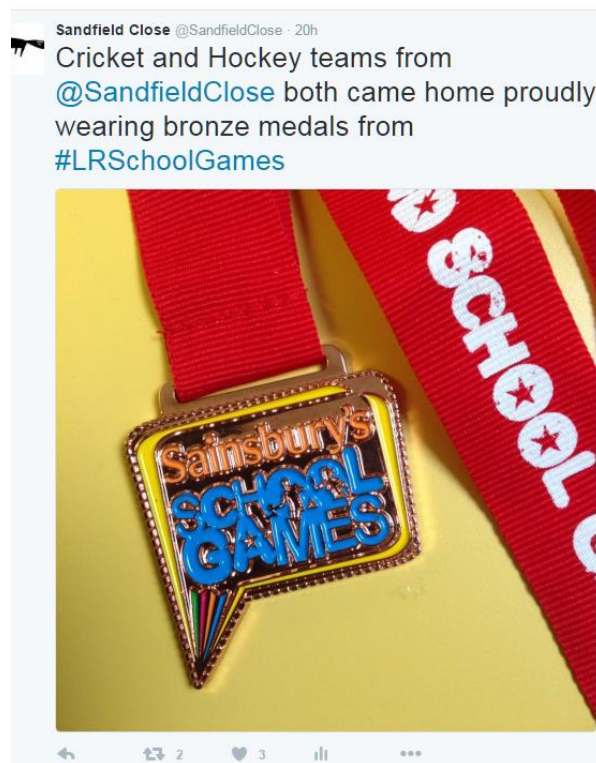 Sandfield Close @SandfieldClose · 20h
Cricket and Hockey teams from
@SandfieldClose both came home proudly
wearing bronze medals from
#LRSchoolGames
Sainsbury's
SCHOOL
GAMES
D SCHOOL G
2 3